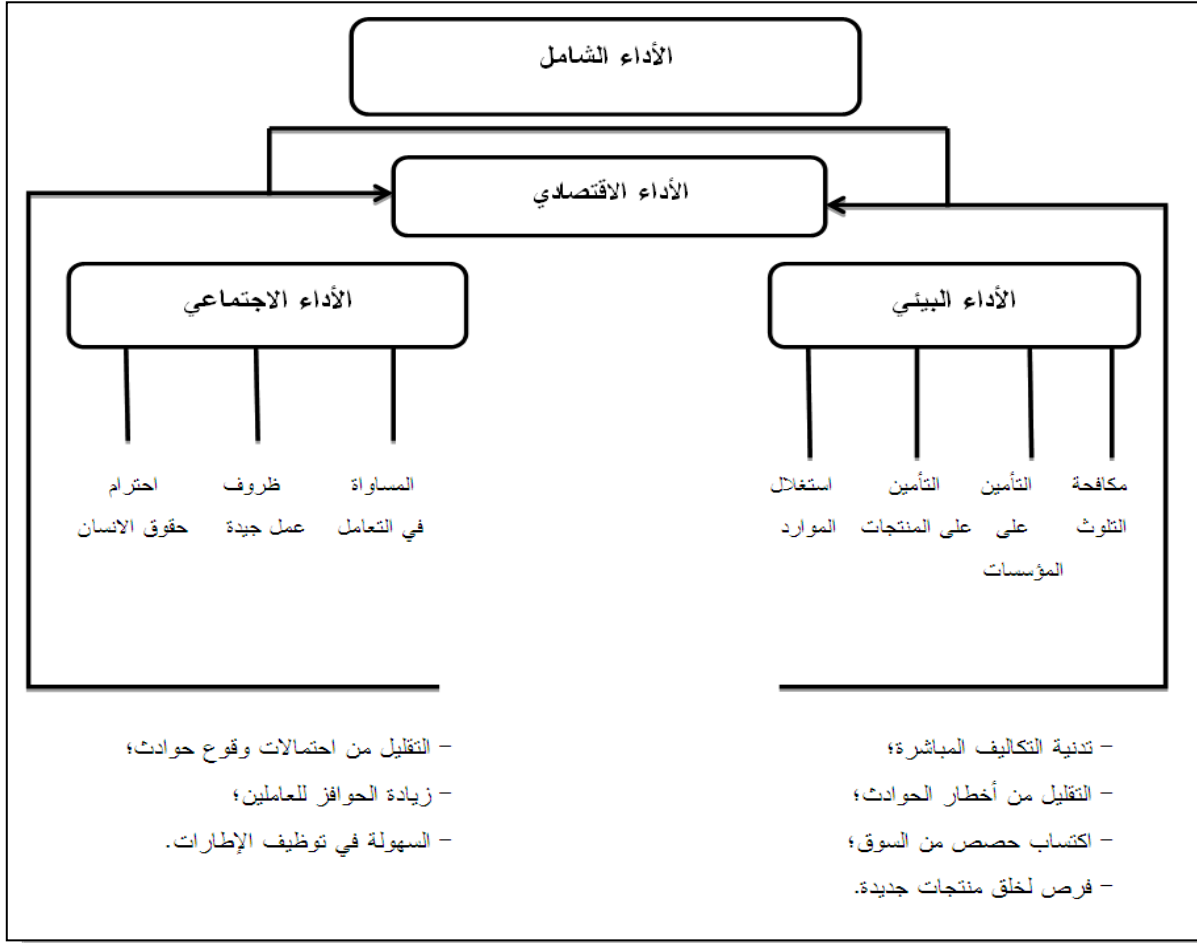 الأداء الشامل
الأداء الاقتصادي
الأداء البيئي
الأداء الاجتماعي
مكافحة
التلوث
التأمين
على
المؤسسات
التأمين
على المنتجات
استغلال
الموارد
المساواة
في التعامل
ظروف
عمل جيدة
احترام
حقوق الانسان
- تدنية التكاليف المباشرة؛
- التقليل من أخطار الحوادث؛
- اكتساب حصص من السوق؛
- فرص لخلق منتجات جديدة.
- التقليل من احتمالات وقوع حوادث؛
- زيادة الحوافز للعاملين؛
- السهولة في توظيف الإطارات.